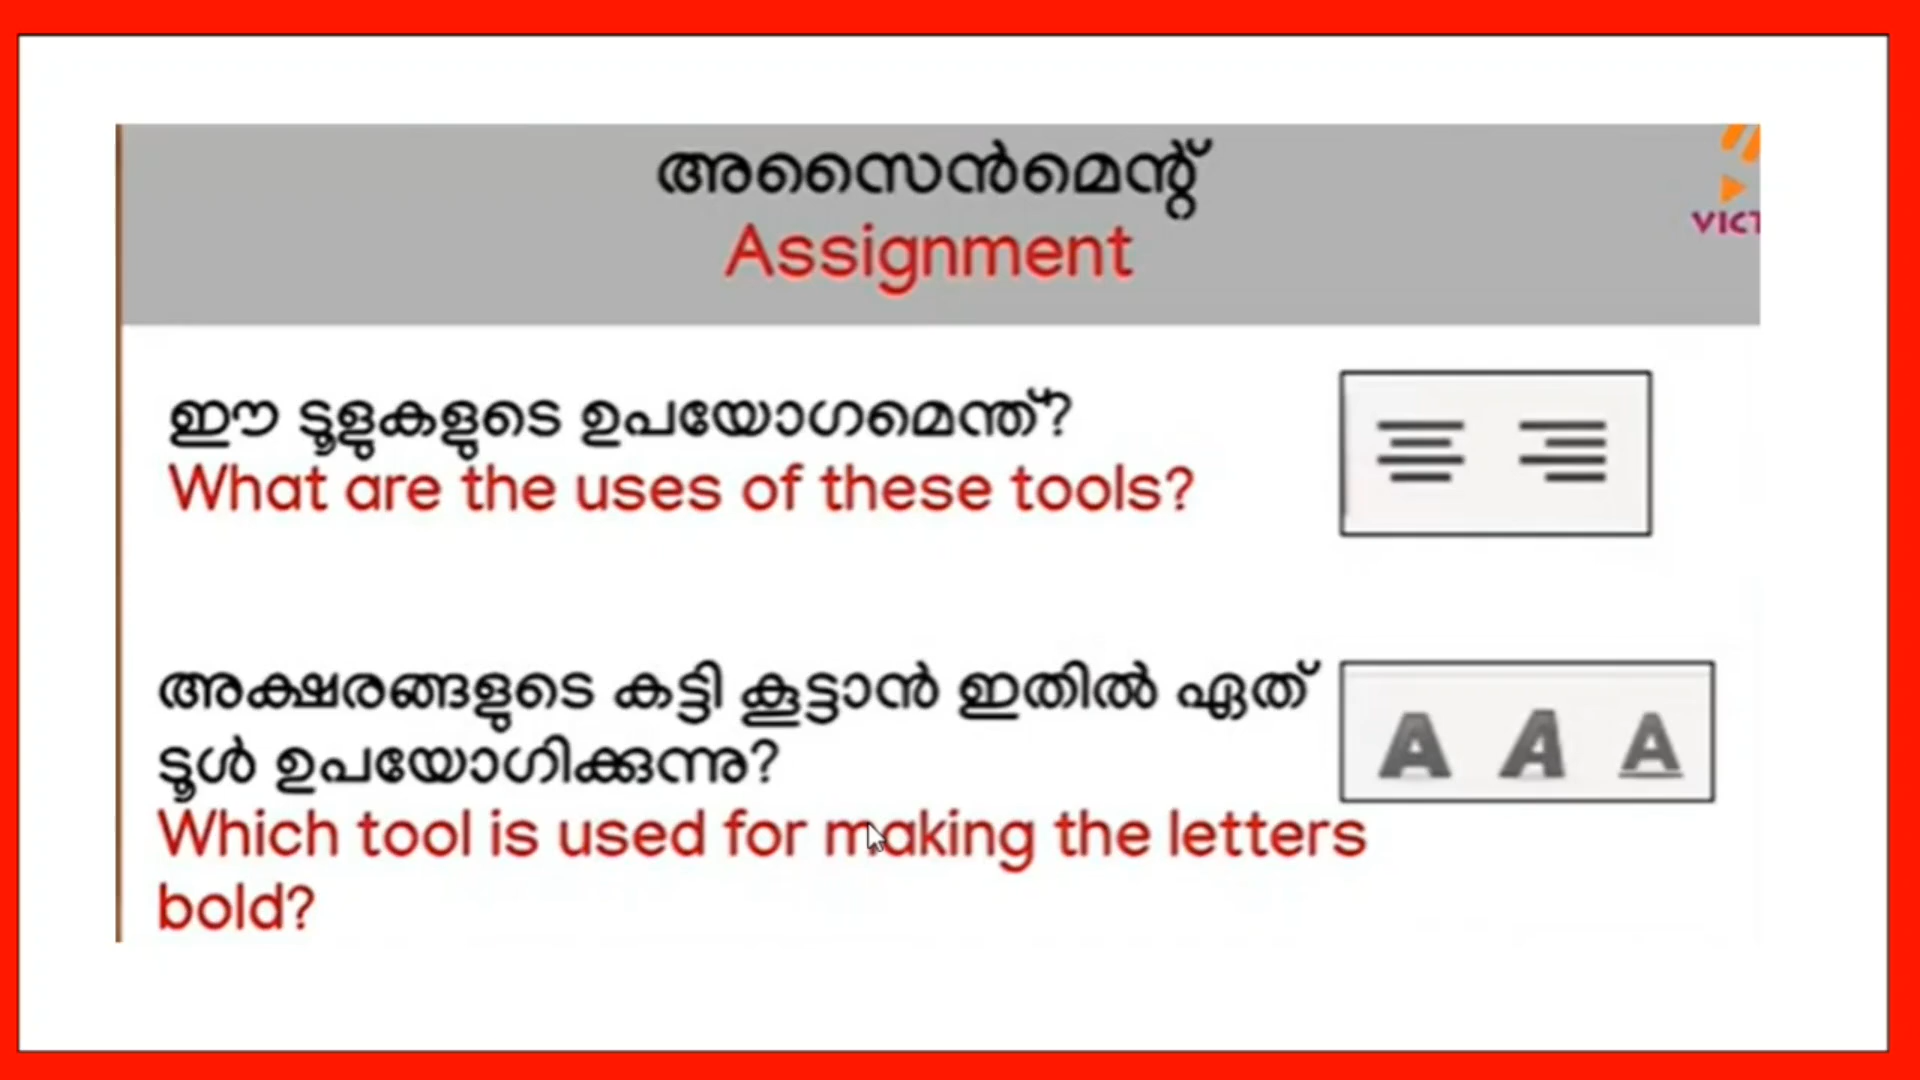 അസൈൻമെന്റ്
Assignment
VICT
ഈ ടൂളുകളുടെ ഉപയോഗമെന്ത്?
What are the uses of these tools?
അക്ഷരങ്ങളുടെ കട്ടി കൂട്ടാൻ ഇതിൽ ഏത്
ടൂൾ ഉപയോഗിക്കുന്നു?
A A A
Which tool is used for making the letters
bold?